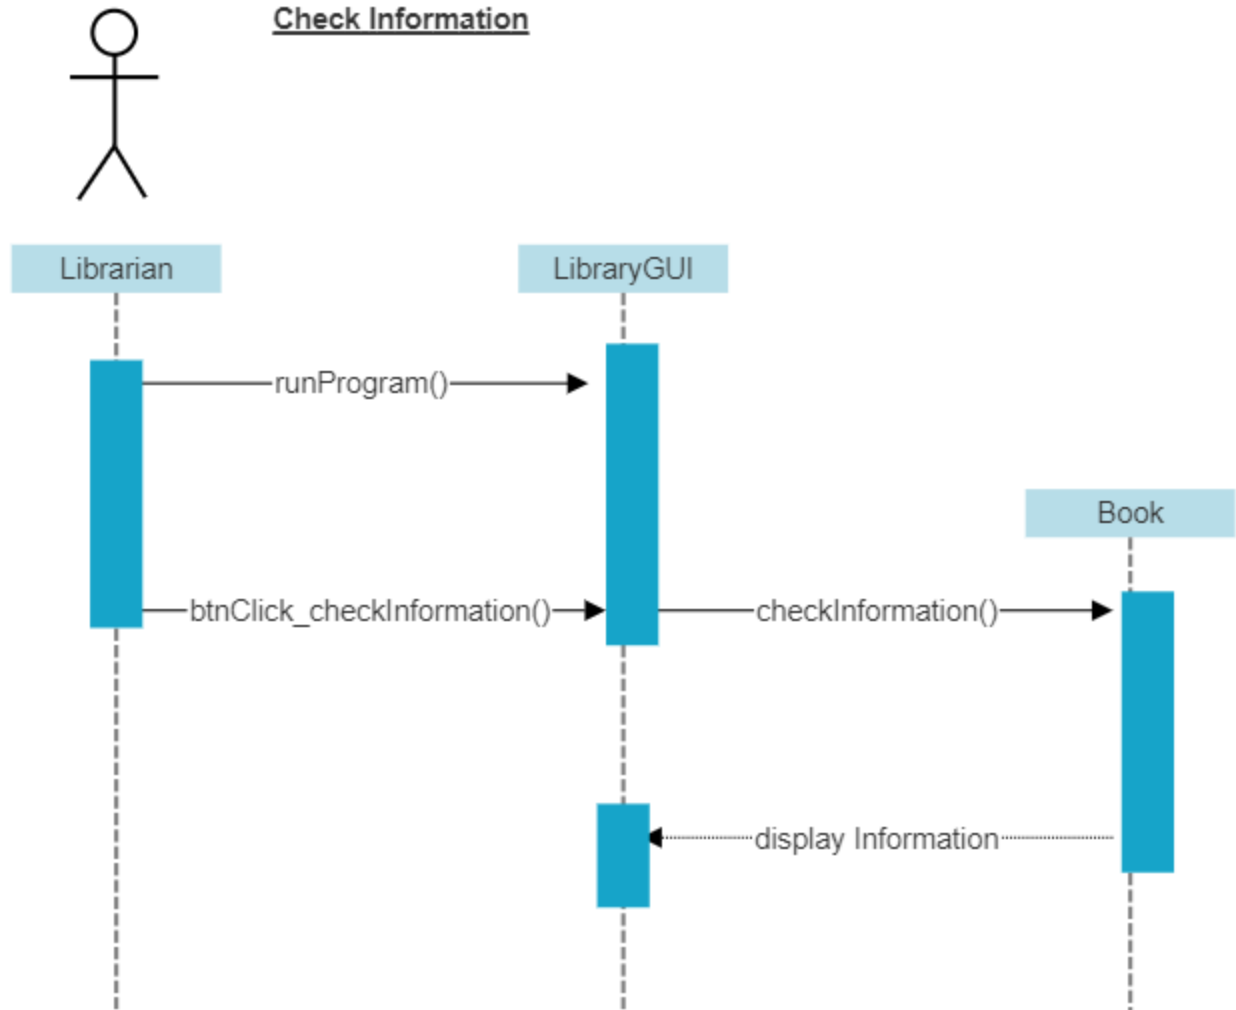 Check Information
Librarian
LibraryGUI
runProgram()
Book
btnClick_checkInformation()
checkInformation()
display Information